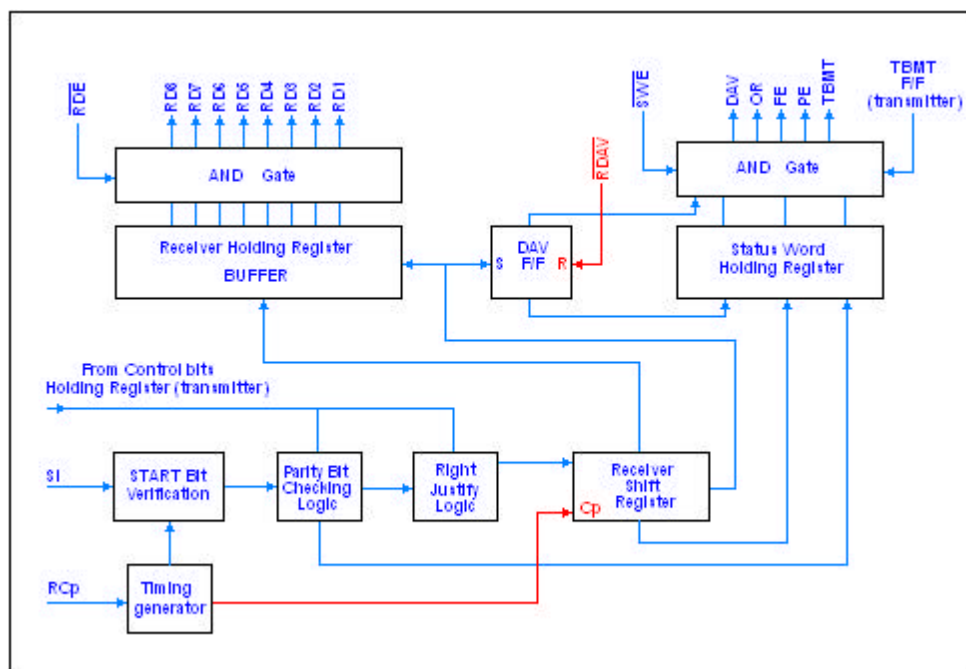 RDE
RD8
RD7
RD6
RD5
RD4
RD3
RD2
RD1
SWE
DAV
OR
FE
PE
TBMT
TBMT
F/F
(transmitter)
AND Gate
RDAV
AND Gate
Receiver Holding Register
BUFFER
S
DAV
F/F
R
Status Word
Holding Register
From Control bits
Holding Register (transmitter)
SI
START Bit
Verification
Parity Bit
Checking
Logic
Right
Justify
Logic
Receiver
Shift
Register
Cp
RCp
Timing
generator